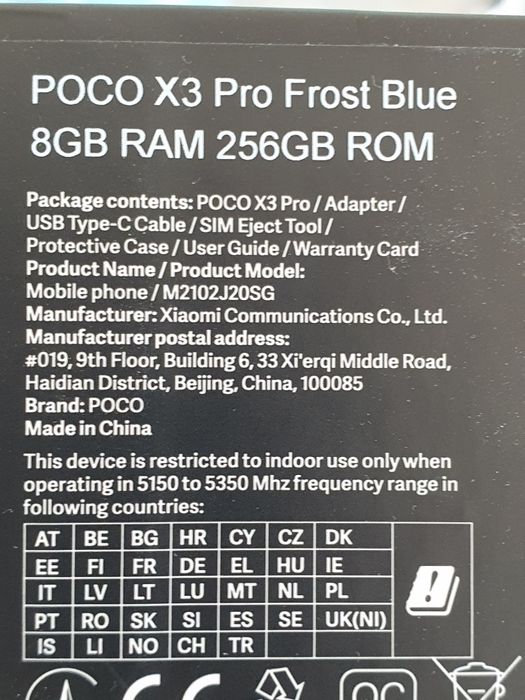 POCO X3 Pro Frost Blue
8GB RAM 256GB ROM
Package contents: POCO X3 Pro / Adapter /
USB Type-C Cable / SIM Eject Tool /
Protective Case / User Guide / Warranty Card
Product Name / Product Model:
Mobile phone / M2102J20SG
Manufacturer: Xiaomi Communications Co., Ltd.
Manufacturer postal address:
#019, 9th Floor, Building 6, 33 Xi'erqi Middle Road,
Haidian District, Beijing, China, 100085
Brand: POCO
Made in China
This device is restricted to indoor use only when
operating in 5150 to 5350 Mhz frequency range in
following countries:
AT BE BG HR CY CZ DK
EE FI FR DE EL HU IE
IT LV LT LU MT NL PL
PT RO SK SI ES SE UK(NI)
IS LI NO CH TR